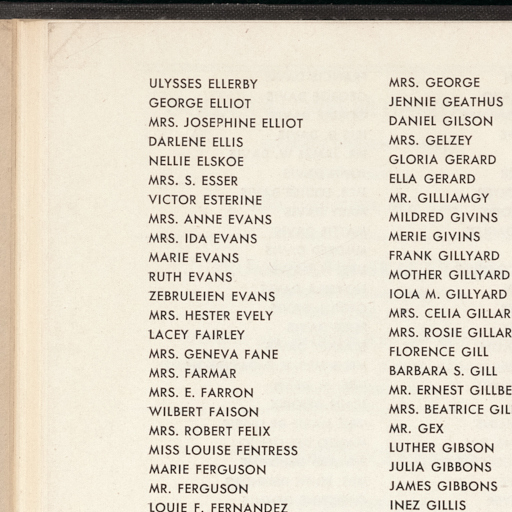 ULYSSES ELLERBY
GEORGE ELLIOT
MRS. JOSEPHINE ELLIOT
DARLENE ELLIS
NELLIE ELSKOE
MRS. S. ESSER
VICTOR ESTERINE
MRS. ANNE EVANS
MRS. IDA EVANS
MARIE EVANS
RUTH EVANS
ZEBRULEIEN EVANS
MRS. HESTER EVELY
LACEY FAIRLEY
MRS. GENEVA FANE
MRS. FARMAR
MRS. E. FARRON
WILBERT FAISON
MRS. ROBERT FELIX
MISS LOUISE FENTRESS
MARIE FERGUSON
MR. FERGUSON
LOUIE F. FERNANDEZ
MRS. GEORGE
JENNIE GEATHUS
DANIEL GILSON
MRS. GELZEY
GLORIA GERARD
ELLA GERARD
MR. GILLIAMGY
MILDRED GIVINS
MERIE GIVINS
FRANK GILLYARD
MOTHER GILLYARD
IOLA M. GILLYARD
MRS. CELIA GILLAR
MRS. ROSIE GILLAR
FLORENCE GILL
BARBARA S. GILL
MR. ERNEST GILLBE
MRS. BEATRICE GIL
MR. GEX
LUTHER GIBSON
JULIA GIBBONS
JAMES GIBBONS
INEZ GILLIS